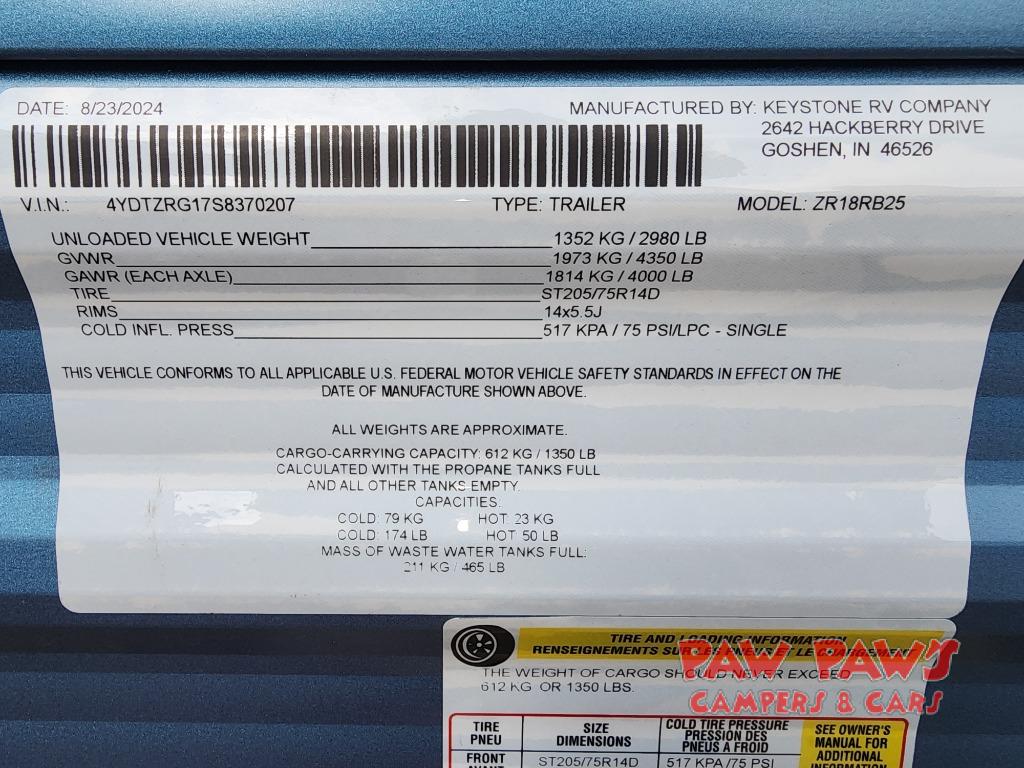 DATE: 8/23/2024
MANUFACTURED BY: KEYSTONE RV COMPANY
2642 HACKBERRY DRIVE
GOSHEN, IN 46526
V.I.N.: 4YDTZRG17S8370207 TYPE: TRAILER MODEL: ZR18RB25
UNLOADED VEHICLE WEIGHT 1352 KG / 2980 LB
GVWR 1973 KG / 4350 LB
GAWR (EACH AXLE) 1814 KG / 4000 LB
TIRE ST205/75R14D
RIMS 14x5.5J
COLD INFL. PRESS 517 KPA / 75 PSI/LPC - SINGLE
THIS VEHICLE CONFORMS TO ALL APPLICABLE U.S. FEDERAL MOTOR VEHICLE SAFETY STANDARDS IN EFFECT ON THE
DATE OF MANUFACTURE SHOWN ABOVE.
ALL WEIGHTS ARE APPROXIMATE.
CARGO-CARRYING CAPACITY: 612 KG / 1350 LB
CALCULATED WITH THE PROPANE TANKS FULL
AND ALL OTHER TANKS EMPTY.
CAPACITIES:
COLD: 79 KG HOT: 23 KG
COLD: 174 LB HOT: 50 LB
MASS OF WASTE WATER TANKS FULL:
211 KG / 465 LB
TIRE AND LOADING INFORMATION
RENSEIGNEMENTS SUR LES PNEUS ET LE CHARGEMENT
THE WEIGHT OF CARGO SHOULD NEVER EXCEED
612 KG OR 1350 LBS.
PAW PAW'S
CAMPERS & CARS
TIRE
PNEU
SIZE
DIMENSIONS
COLD TIRE PRESSURE
PRESSION DES
PNEUS A FROID
SEE OWNER'S
MANUAL FOR
ADDITIONAL
INFORMATION
FRONT
ST205/75R14D
517 KPA /75 PSI